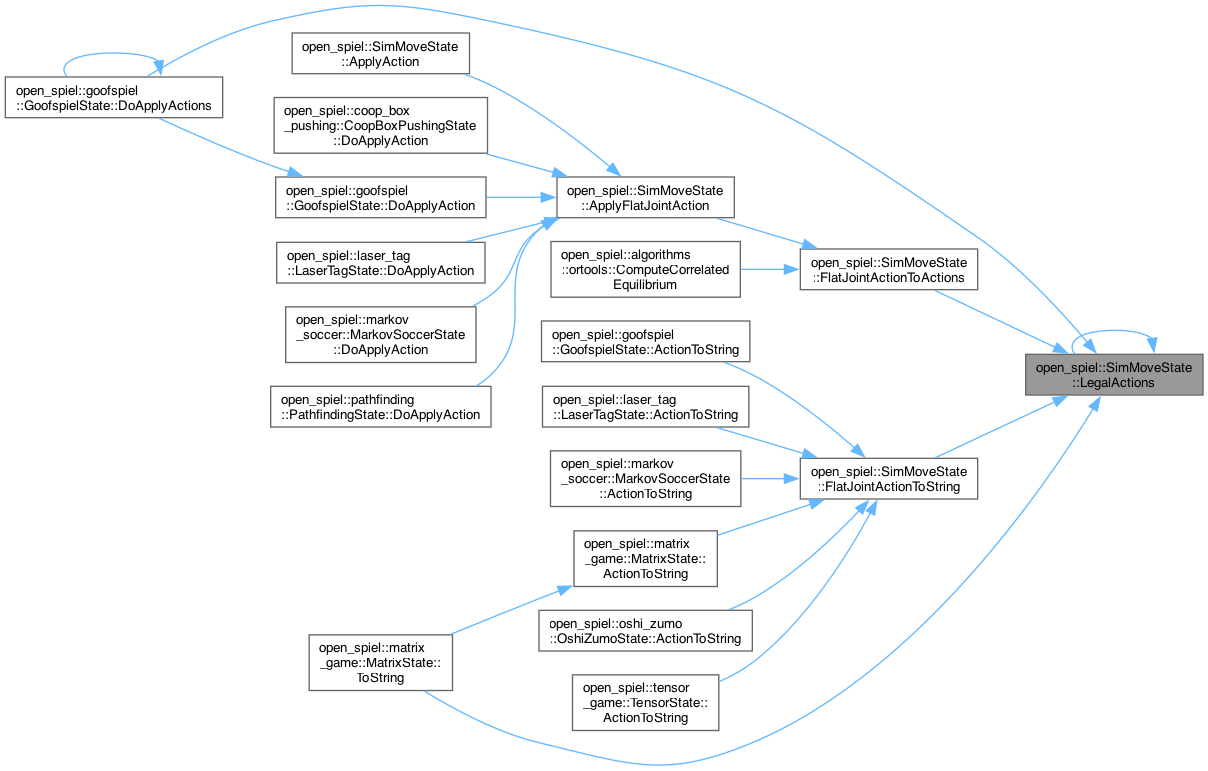 open_spiel::SimMoveState
::ApplyAction
open_spiel::goofspiel
::GoofspielState::DoApplyActions
open_spiel::coop_box
_pushing::CoopBoxPushingState
::DoApplyAction
open_spiel::goofspiel
::GoofspielState::DoApplyAction
open_spiel::SimMoveState
::ApplyFlatJointAction
open_spiel::laser_tag
::LaserTagState::DoApplyAction
open_spiel::algorithms
::ortools::ComputeCorrelated
Equilibrium
open_spiel::SimMoveState
::FlatJointActionToActions
open_spiel::markov
_soccer::MarkovSoccerState
::DoApplyAction
open_spiel::goofspiel
::GoofspielState::ActionToString
open_spiel::SimMoveState
::LegalActions
open_spiel::pathfinding
::PathfindingState::DoApplyAction
open_spiel::laser_tag
::LaserTagState::ActionToString
open_spiel::markov
_soccer::MarkovSoccerState
::ActionToString
open_spiel::SimMoveState
::FlatJointActionToString
open_spiel::matrix
_game::MatrixState::
ActionToString
open_spiel::oshi_zumo
::OshiZumoState::ActionToString
open_spiel::matrix
_game::MatrixState::
ToString
open_spiel::tensor
_game::TensorState::
ActionToString